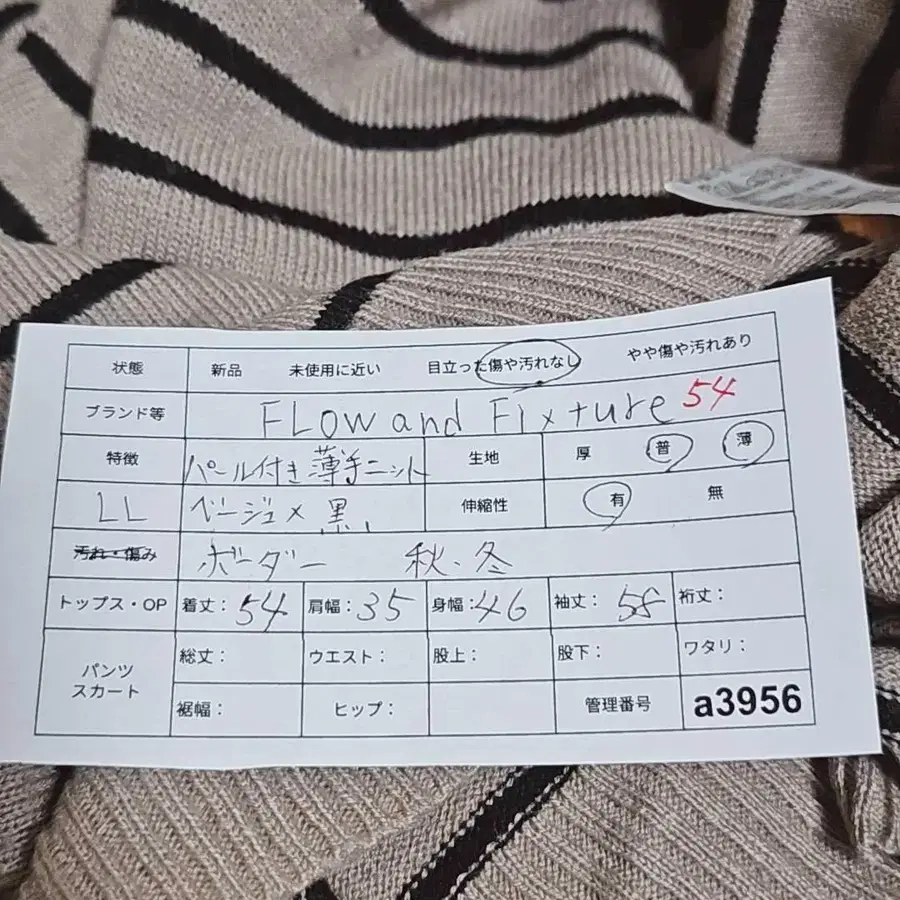 状態 新品 未使用に近い 目立った傷や汚れなし やや傷や汚れあり
ブランド等 FLow and Fixture 54
特徴 パール付き薄手ニット 生地 厚 普 薄
LL ベージュ×黒 伸縮性 有 無
汚れ・傷み ボーダー 秋、冬
トップス・OP 着丈：54 肩幅：35 身幅：46 袖丈：58 裄丈：
パンツ スカート 総丈： ウエスト： 股上： 股下： ワタリ：
裾幅： ヒップ： 管理番号 a3956